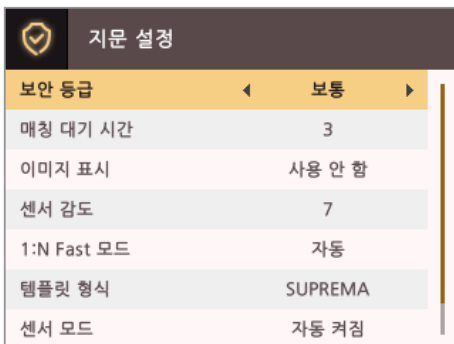 지문 설정
보안 등급 보통
매칭 대기 시간 3
이미지 표시 사용 안 함
센서 감도 7
1:N Fast 모드 자동
템플릿 형식 SUPREMA
센서 모드 자동 켜짐